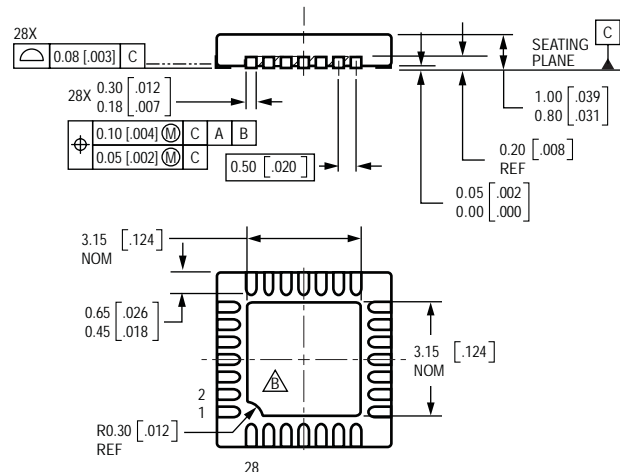 28X
⌓ 0.08 [.003] C
28X 0.30 [.012]
0.18 [.007]
⌖ 0.10 [.004] Ⓜ C A B
0.05 [.002] Ⓜ C
0.50 [.020]
SEATING
PLANE
C
1.00 [.039]
0.80 [.031]
0.20 [.008]
REF
0.05 [.002]
0.00 [.000]
3.15 [.124]
NOM
0.65 [.026]
0.45 [.018]
3.15 [.124]
NOM
B
2
1
R0.30 [.012]
REF
28